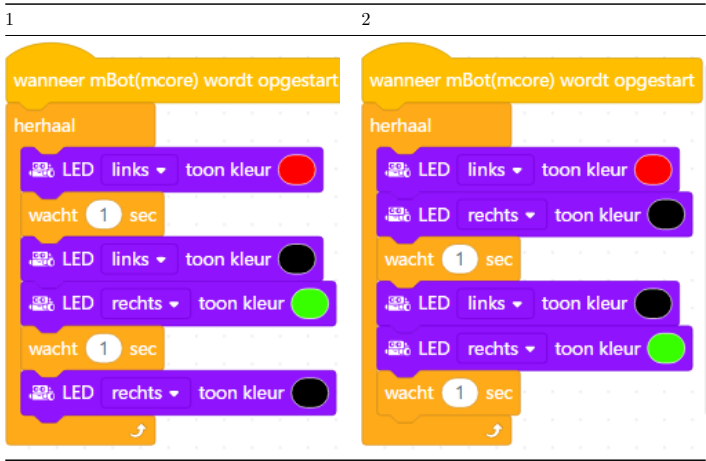 1
wanneer mBot(mcore) wordt opgestart
herhaal
LED links toon kleur
wacht 1 sec
LED links toon kleur
LED rechts toon kleur
wacht 1 sec
LED rechts toon kleur
2
wanneer mBot(mcore) wordt opgestart
herhaal
LED links toon kleur
LED rechts toon kleur
wacht 1 sec
LED links toon kleur
LED rechts toon kleur
wacht 1 sec